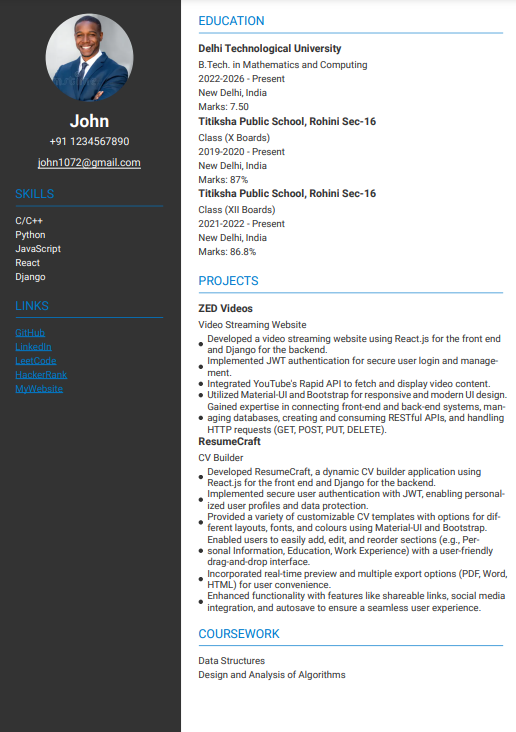 John
+91 1234567890
john1072@gmail.com
SKILLS
C/C++
Python
JavaScript
React
Django
LINKS
GitHub
LinkedIn
LeetCode
HackerRank
MyWebsite
EDUCATION
Delhi Technological University
B.Tech. in Mathematics and Computing
2022-2026 - Present
New Delhi, India
Marks: 7.50
Titiksha Public School, Rohini Sec-16
Class (X Boards)
2019-2020 - Present
New Delhi, India
Marks: 87%
Titiksha Public School, Rohini Sec-16
Class (XII Boards)
2021-2022 - Present
New Delhi, India
Marks: 86.8%
PROJECTS
ZED Videos
Video Streaming Website
• Developed a video streaming website using React.js for the front end
and Django for the backend.
• Implemented JWT authentication for secure user login and manage-
ment.
• Integrated YouTube's Rapid API to fetch and display video content.
• Utilized Material-UI and Bootstrap for responsive and modern UI design.
• Gained expertise in connecting front-end and back-end systems, man-
aging databases, creating and consuming RESTful APIs, and handling
HTTP requests (GET, POST, PUT, DELETE).
ResumeCraft
CV Builder
• Developed ResumeCraft, a dynamic CV builder application using
React.js for the front end and Django for the backend.
• Implemented secure user authentication with JWT, enabling personal-
ized user profiles and data protection.
• Provided a variety of customizable CV templates with options for dif-
ferent layouts, fonts, and colours using Material-UI and Bootstrap.
• Enabled users to easily add, edit, and reorder sections (e.g., Per-
sonal Information, Education, Work Experience) with a user-friendly
drag-and-drop interface.
• Incorporated real-time preview and multiple export options (PDF, Word,
HTML) for user convenience.
• Enhanced functionality with features like shareable links, social media
integration, and autosave to ensure a seamless user experience.
COURSEWORK
Data Structures
Design and Analysis of Algorithms